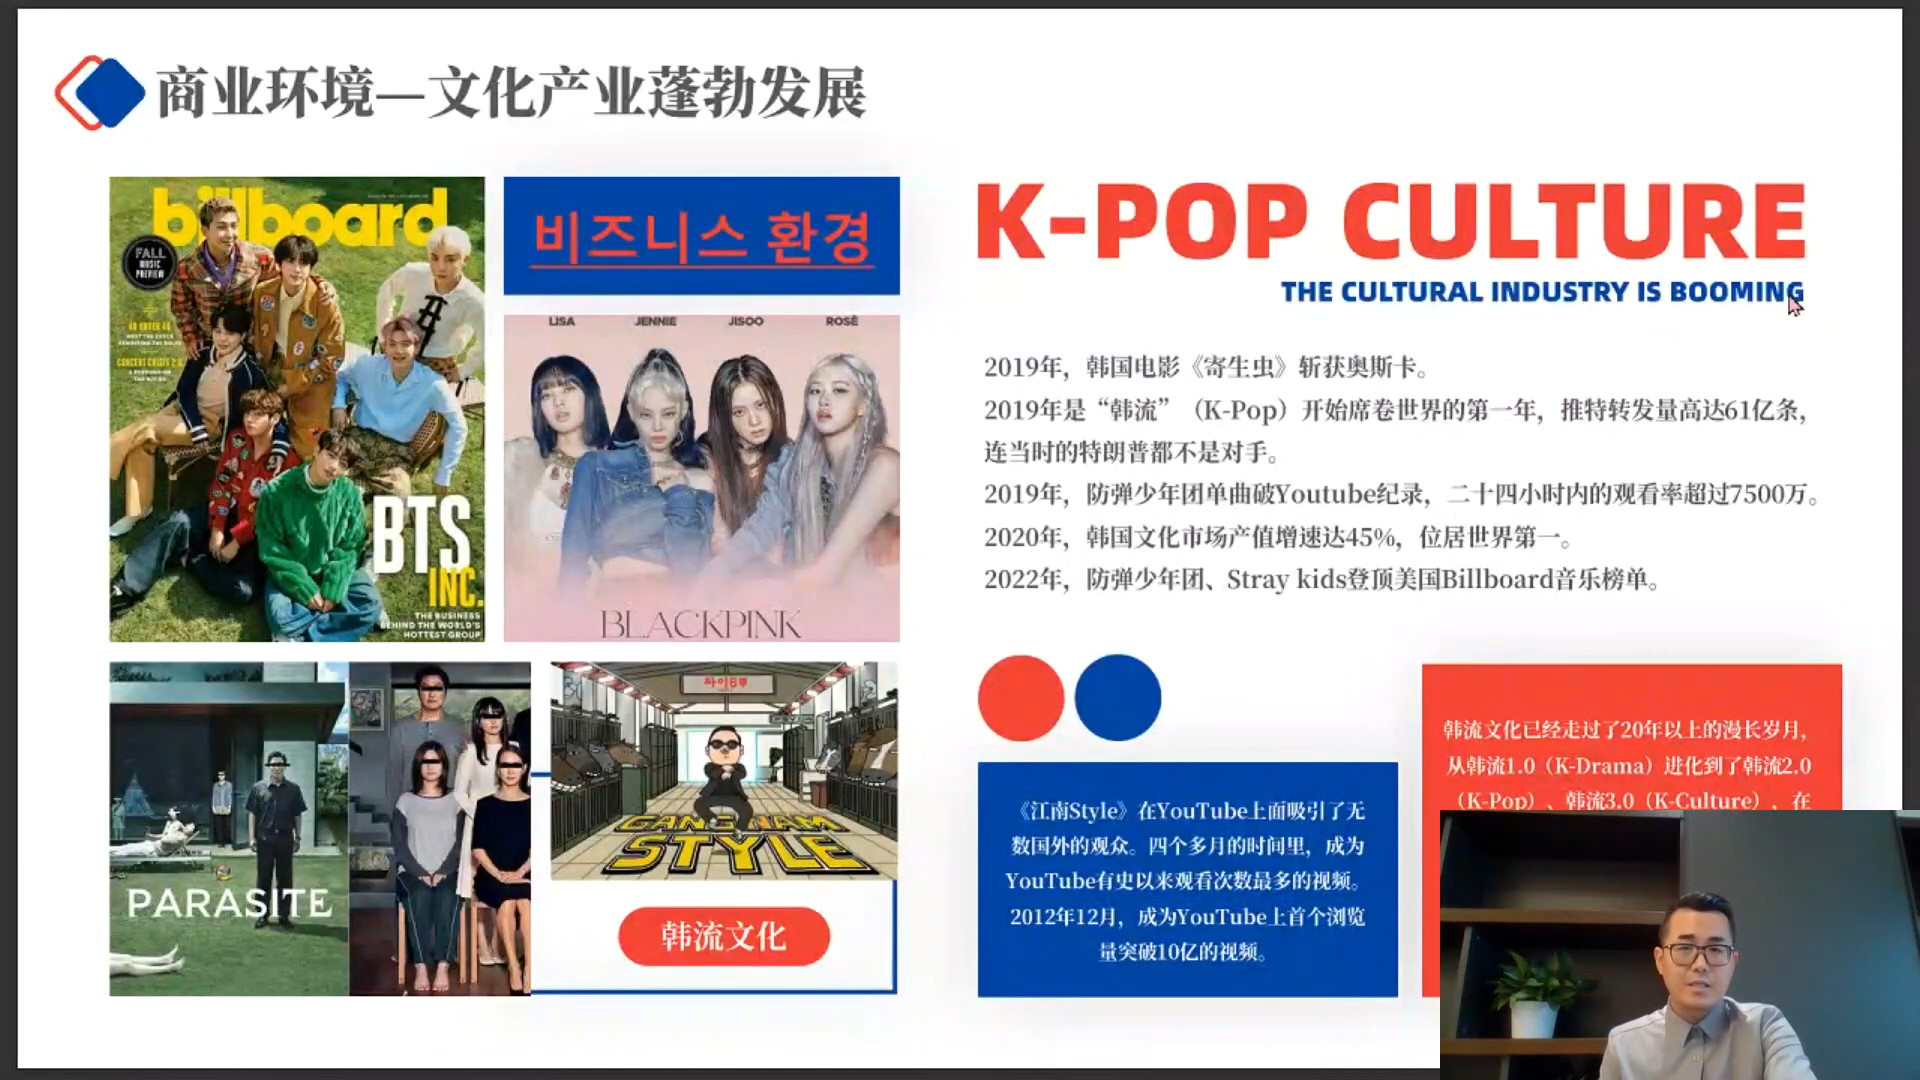 商业环境—文化产业蓬勃发展
billboard
FALL
MUSIC
PREVIEW
BTS
INC.
THE BUSINESS
BEHIND THE WORLD'S
HOTTEST GROUP
비즈니스 환경
LISA JENNIE JISOO ROSÉ
BLACKPINK
PARASITE
GANGNAM
STYLE
韩流文化
K-POP CULTURE
THE CULTURAL INDUSTRY IS BOOMING
2019年，韩国电影《寄生虫》斩获奥斯卡。
2019年是“韩流”（K-Pop）开始席卷世界的第一年，推特转发量高达61亿条，
连当时的特朗普都不是对手。
2019年，防弹少年团单曲破Youtube纪录，二十四小时内的观看率超过7500万。
2020年，韩国文化市场产值增速达45%，位居世界第一。
2022年，防弹少年团、Stray kids登顶美国Billboard音乐榜单。
《江南Style》在YouTube上面吸引了无
数国外的观众。四个多月的时间里，成为
YouTube有史以来观看次数最多的视频。
2012年12月，成为YouTube上首个浏览
量突破10亿的视频。
韩流文化已经走过了20年以上的漫长岁月，
从韩流1.0（K-Drama）进化到了韩流2.0
（K-Pop）、韩流3.0（K-Culture），在